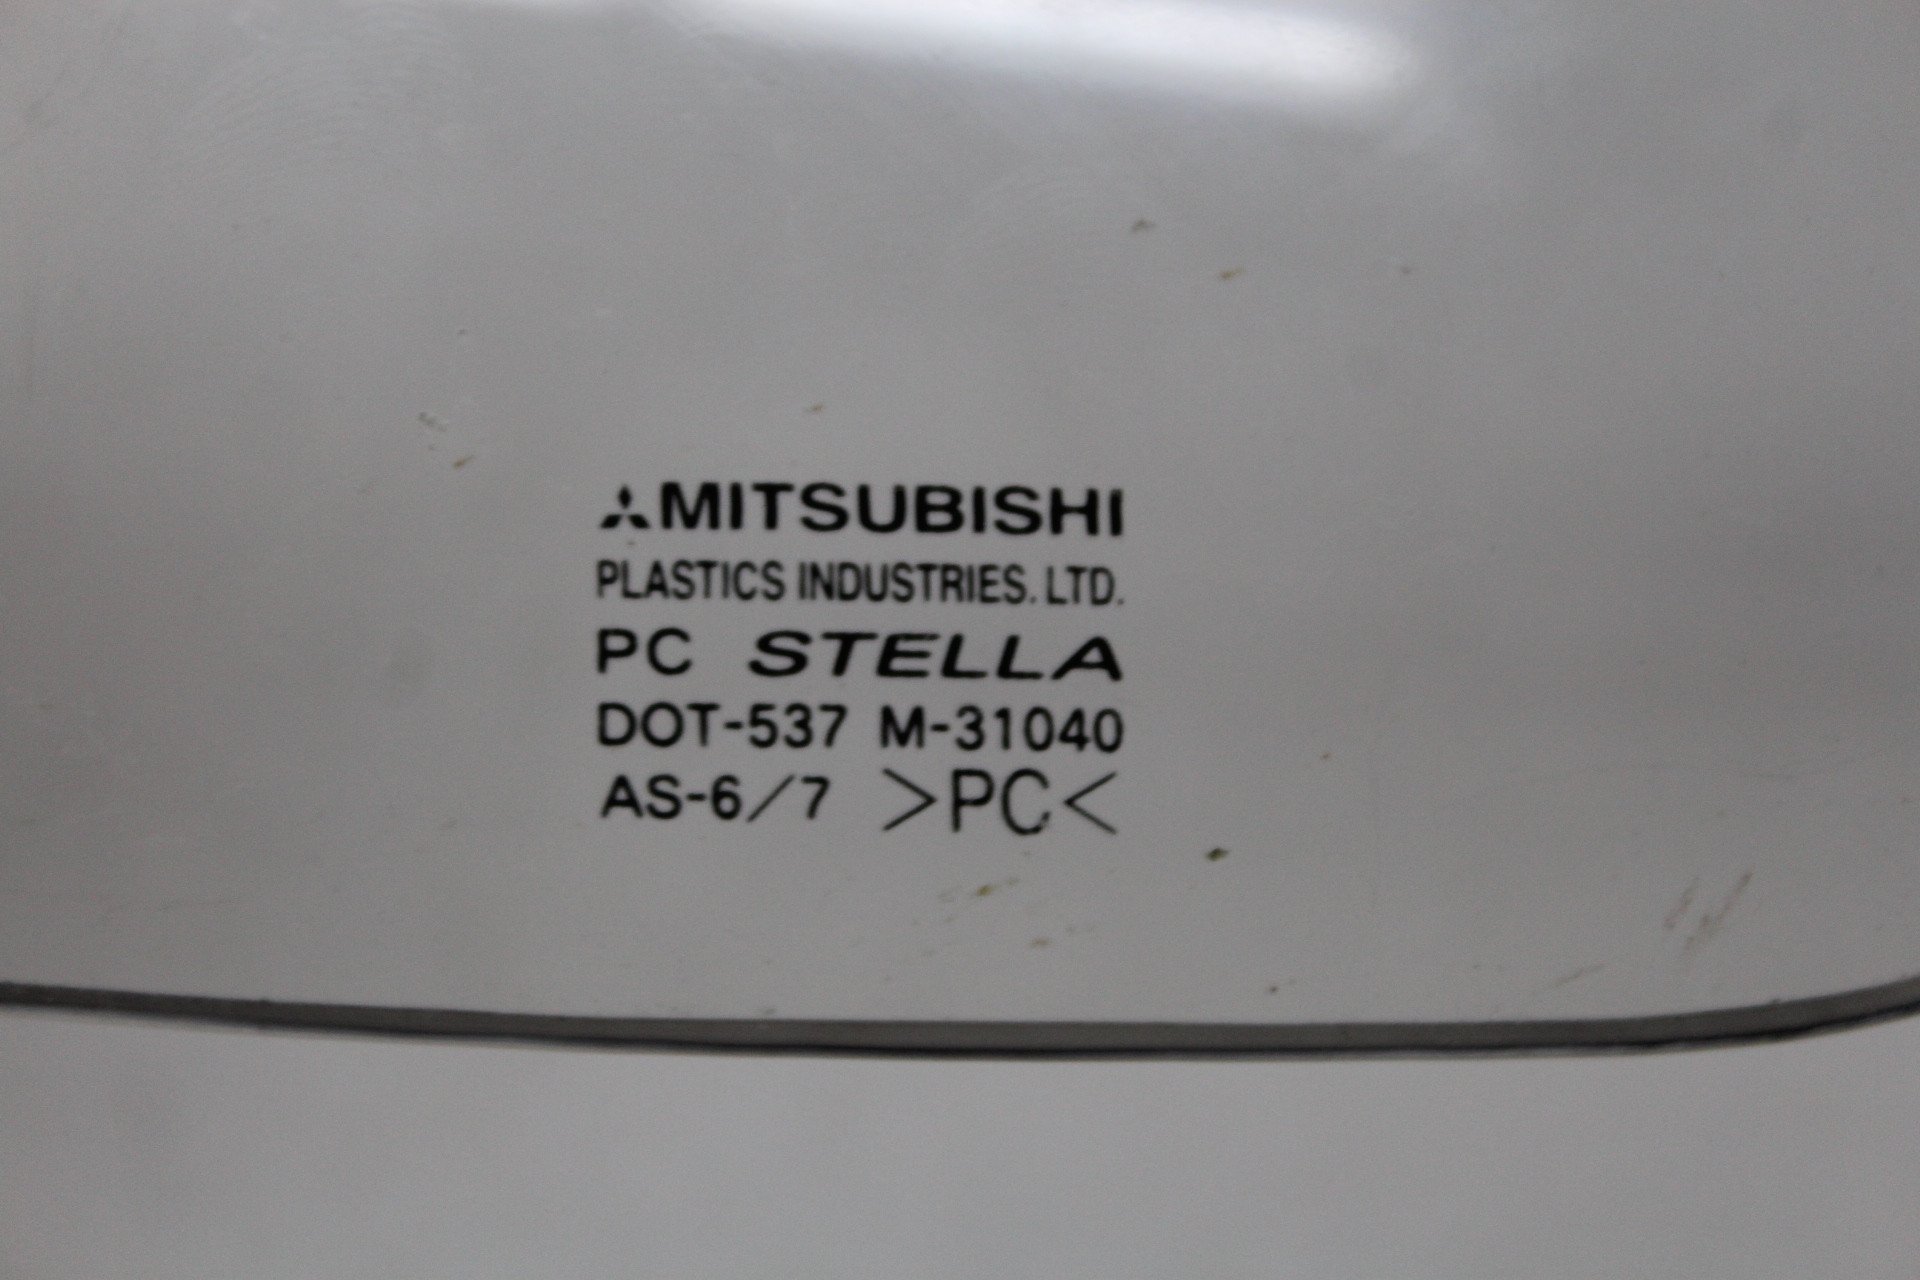 MITSUBISHI
PLASTICS INDUSTRIES. LTD.
PC STELLA
DOT-537 M-31040
AS-6/7 >PC<